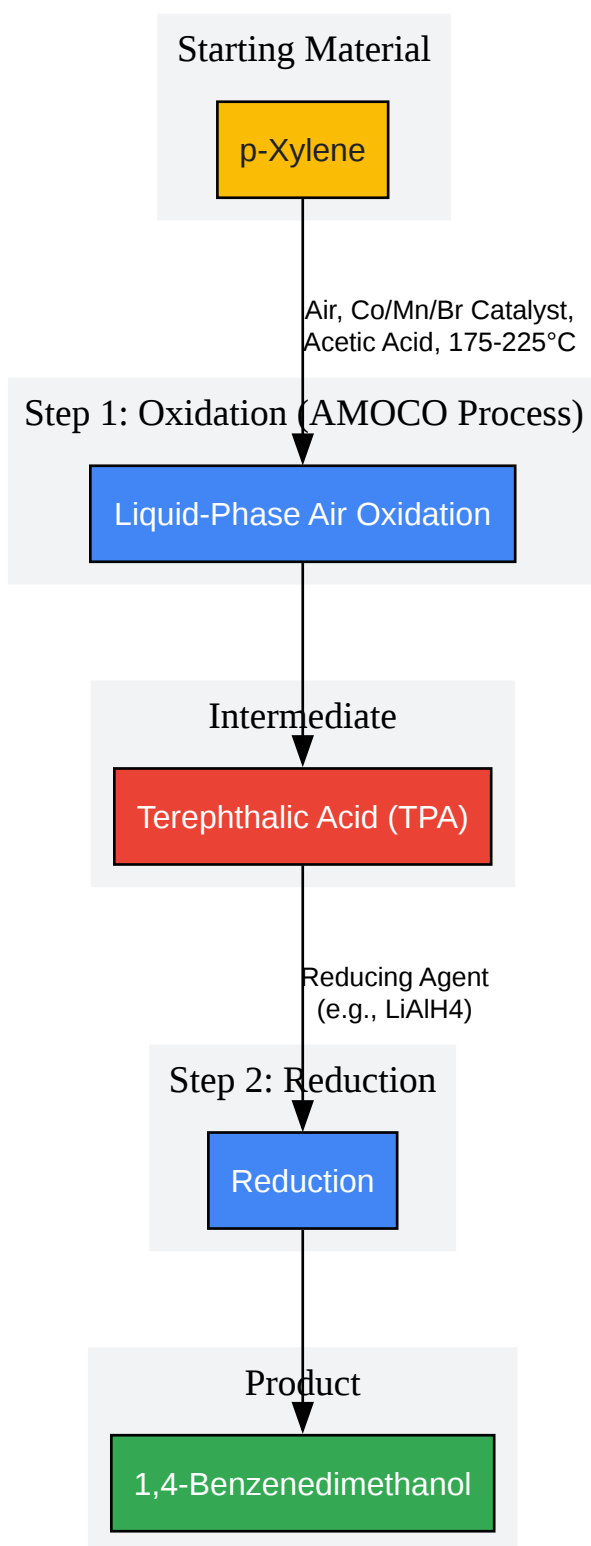 Starting Material
p-Xylene
Air, Co/Mn/Br Catalyst,
Acetic Acid, 175-225°C
Step 1: Oxidation (AMOCO Process)
Liquid-Phase Air Oxidation
Intermediate
Terephthalic Acid (TPA)
Reducing Agent
(e.g., LiAlH4)
Step 2: Reduction
Reduction
Product
1,4-Benzenedimethanol